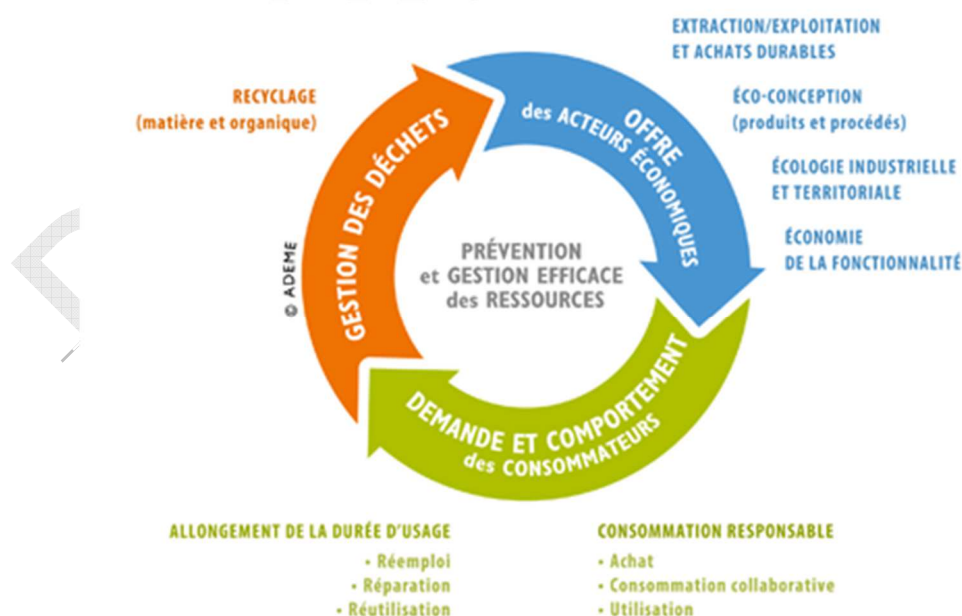 EXTRACTION/EXPLOITATION
ET ACHATS DURABLES
ÉCO-CONCEPTION
(produits et procédés)
ÉCOLOGIE INDUSTRIELLE
ET TERRITORIALE
ÉCONOMIE
DE LA FONCTIONNALITÉ
RECYCLAGE
(matière et organique)
OFFRE
des ACTEURS ÉCONOMIQUES
GESTION DES DÉCHETS
PRÉVENTION
et GESTION EFFICACE
des RESSOURCES
© ADEME
DEMANDE ET COMPORTEMENT
des CONSOMMATEURS
ALLONGEMENT DE LA DURÉE D'USAGE
• Réemploi
• Réparation
• Réutilisation
CONSOMMATION RESPONSABLE
• Achat
• Consommation collaborative
• Utilisation